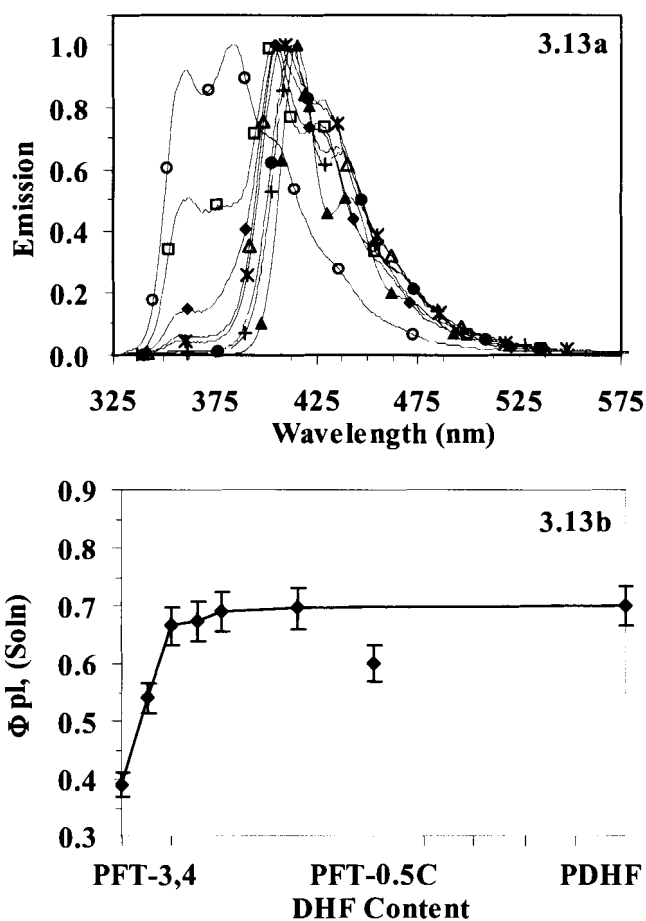 3.13a
1.0
0.8
0.6
0.4
0.2
0.0
Emission
325 375 425 475 525 575
Wavelength (nm)
3.13b
0.9
0.8
0.7
0.6
0.5
0.4
0.3
Φ pl, (Soln)
PFT-3,4 PFT-0.5C PDHF
DHF Content